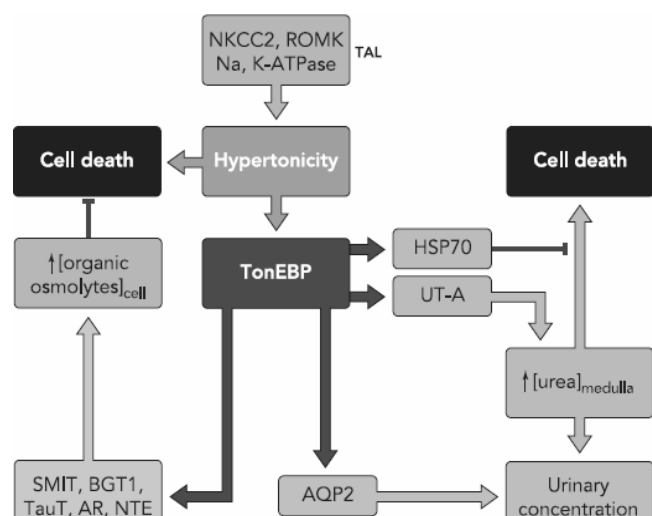 NKCC2, ROMK
Na, K-ATPase
TAL
Cell death
Hypertonicity
Cell death
↑[organic
osmolytes]cell
TonEBP
HSP70
UT-A
↑[urea]medulla
SMIT, BGT1,
TauT, AR, NTE
AQP2
Urinary
concentration